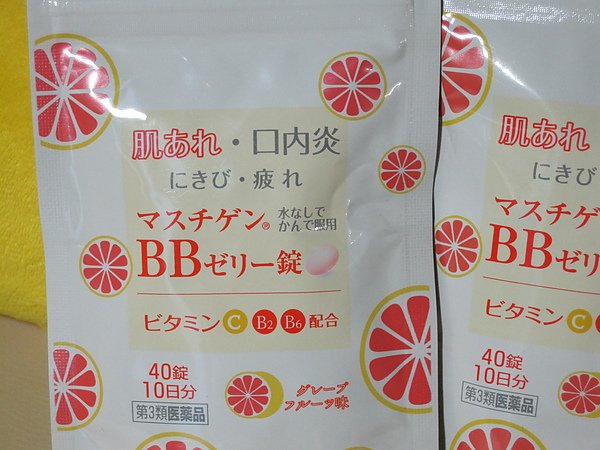 肌あれ・口内炎
にきび・疲れ
マスチゲン®
水なしで
かんで服用
BBゼリー錠
ビタミン C B2 B6 配合
40錠
10日分
第3類医薬品
グレープ
フルーツ味
肌あれ
にきび
マスチゲ
BBゼリ
ビタミン C
40錠
10日分
第3類医薬品